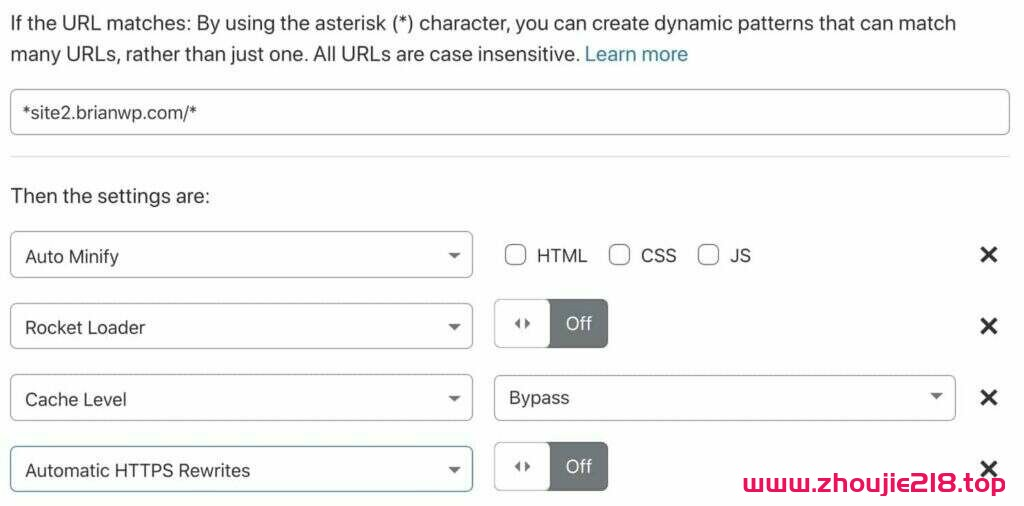 If the URL matches: By using the asterisk (*) character, you can create dynamic patterns that can match
many URLs, rather than just one. All URLs are case insensitive. Learn more
*site2.brianwp.com/*
Then the settings are:
Auto Minify HTML CSS JS
Rocket Loader Off
Cache Level Bypass
Automatic HTTPS Rewrites Off
www.zhoujie218.top